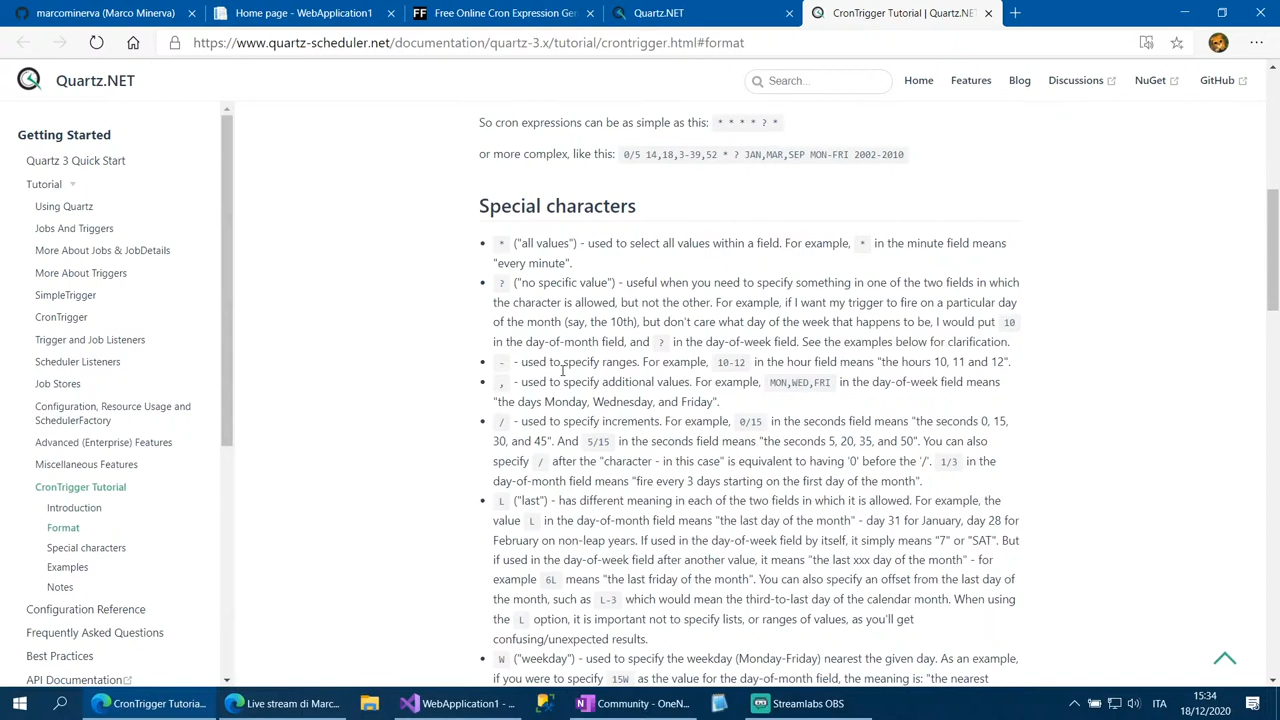 marcominerva (Marco Minerva)
Home page - WebApplication1
Free Online Cron Expression Gen
Quartz.NET
CronTrigger Tutorial | Quartz.NET
https://www.quartz-scheduler.net/documentation/quartz-3.x/tutorial/crontrigger.html#format
Quartz.NET
Search...
Home
Features
Blog
Discussions
NuGet
GitHub
Getting Started
Quartz 3 Quick Start
Tutorial
Using Quartz
Jobs And Triggers
More About Jobs & JobDetails
More About Triggers
SimpleTrigger
CronTrigger
Trigger and Job Listeners
Scheduler Listeners
Job Stores
Configuration, Resource Usage and
SchedulerFactory
Advanced (Enterprise) Features
Miscellaneous Features
CronTrigger Tutorial
Introduction
Format
Special characters
Examples
Notes
Configuration Reference
Frequently Asked Questions
Best Practices
API Documentation
So cron expressions can be as simple as this: * * * * ? *
or more complex, like this: 0/5 14,18,3-39,52 * ? JAN,MAR,SEP MON-FRI 2002-2010
Special characters
* ("all values") - used to select all values within a field. For example, * in the minute field means
"every minute".
? ("no specific value") - useful when you need to specify something in one of the two fields in which
the character is allowed, but not the other. For example, if I want my trigger to fire on a particular day
of the month (say, the 10th), but don't care what day of the week that happens to be, I would put 10
in the day-of-month field, and ? in the day-of-week field. See the examples below for clarification.
- - used to specify ranges. For example, 10-12 in the hour field means "the hours 10, 11 and 12".
, - used to specify additional values. For example, MON,WED,FRI in the day-of-week field means
"the days Monday, Wednesday, and Friday".
/ - used to specify increments. For example, 0/15 in the seconds field means "the seconds 0, 15,
30, and 45". And 5/15 in the seconds field means "the seconds 5, 20, 35, and 50". You can also
specify / after the "character - in this case" is equivalent to having '0' before the '/'. 1/3 in the
day-of-month field means "fire every 3 days starting on the first day of the month".
L ("last") - has different meaning in each of the two fields in which it is allowed. For example, the
value L in the day-of-month field means "the last day of the month" - day 31 for January, day 28 for
February on non-leap years. If used in the day-of-week field by itself, it simply means "7" or "SAT". But
if used in the day-of-week field after another value, it means "the last xxx day of the month" - for
example 6L means "the last friday of the month". You can also specify an offset from the last day of
the month, such as L-3 which would mean the third-to-last day of the calendar month. When using
the L option, it is important not to specify lists, or ranges of values, as you'll get
confusing/unexpected results.
W ("weekday") - used to specify the weekday (Monday-Friday) nearest the given day. As an example,
if you were to specify 15W as the value for the day-of-month field, the meaning is: "the nearest
CronTrigger Tutoria...
Live stream di Marc...
WebApplication1 - ...
Community - OneN...
Streamlabs OBS
ITA
15:34
18/12/2020